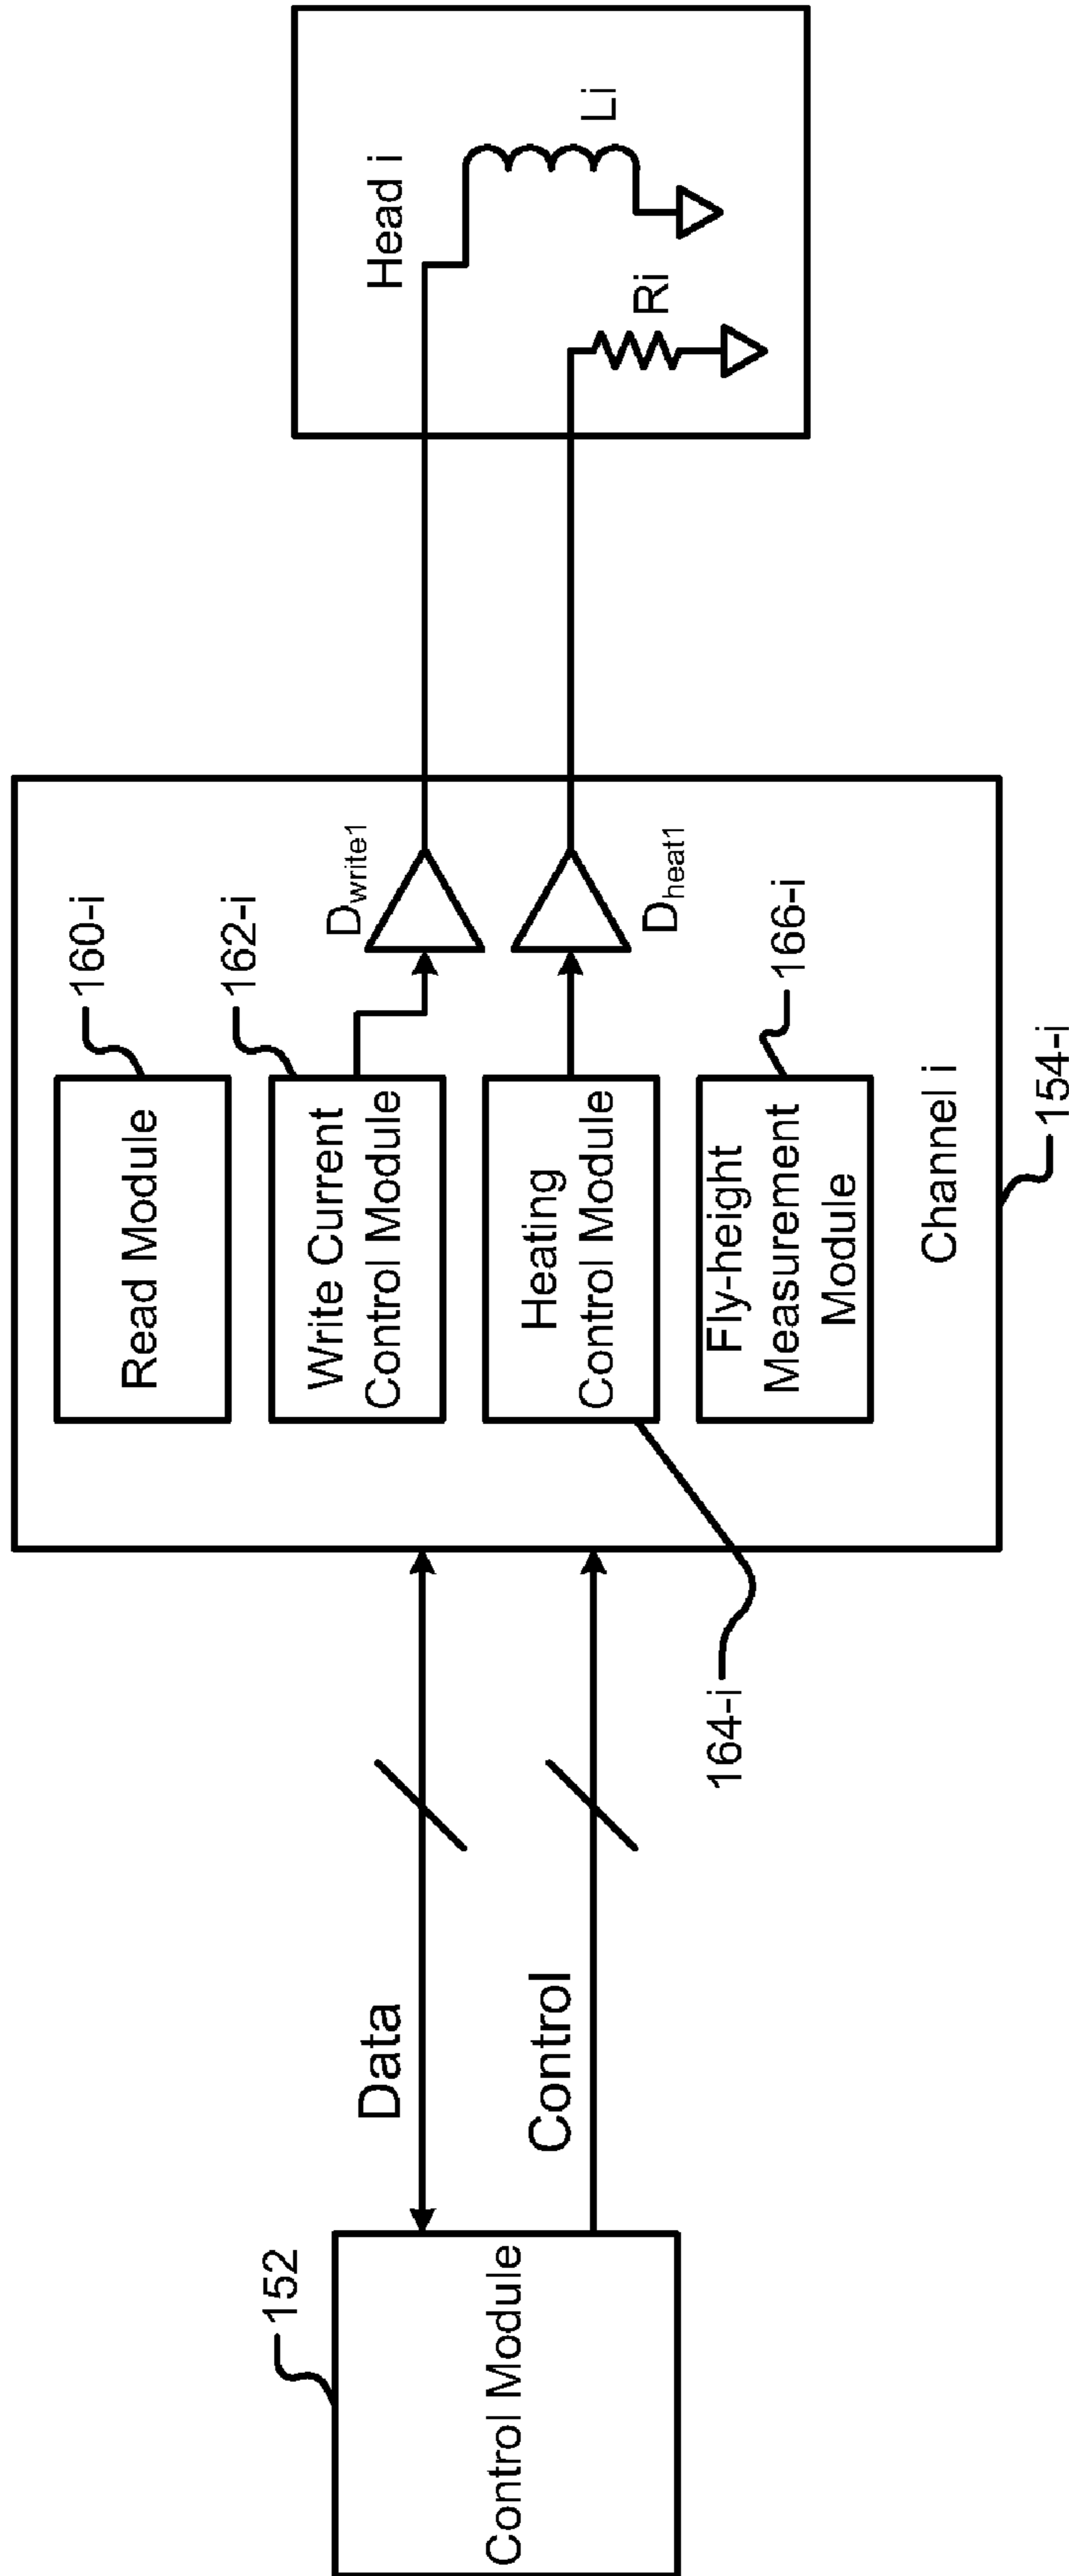 152
Control Module
Data
Control
160-i
Read Module
162-i
Write Current
Control Module
Dwrite1
Heating
Control Module
Dheat1
164-i
Fly-height
Measurement
Module
166-i
Channel i
154-i
Head i
Li
Ri